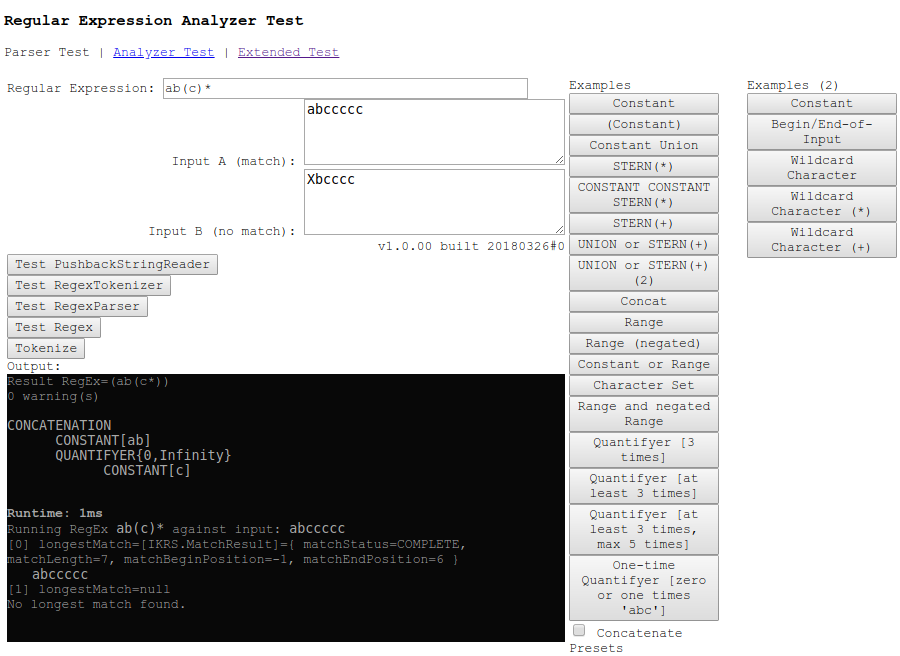 Regular Expression Analyzer Test
Parser Test | Analyzer Test | Extended Test
Regular Expression: ab(c)*
Input A (match): abccccc
Input B (no match): Xbcccc
v1.0.00 built 20180326#0
Test PushbackStringReader
Test RegexTokenizer
Test RegexParser
Test Regex
Tokenize
Output:
Result RegEx=(ab(c*))
0 warning(s)
CONCATENATION
CONSTANT[ab]
QUANTIFYER{0,Infinity}
CONSTANT[c]
Runtime: 1ms
Running RegEx ab(c)* against input: abccccc
[0] longestMatch=[IKRS.MatchResult]={ matchStatus=COMPLETE,
matchLength=7, matchBeginPosition=-1, matchEndPosition=6 }
abccccc
[1] longestMatch=null
No longest match found.
Examples
Constant
(Constant)
Constant Union
STERN(*)
CONSTANT CONSTANT
STERN(*)
STERN(+)
UNION or STERN(+)
UNION or STERN(+)
(2)
Concat
Range
Range (negated)
Constant or Range
Character Set
Range and negated
Range
Quantifyer [3
times]
Quantifyer [at
least 3 times]
Quantifyer [at
least 3 times,
max 5 times]
One-time
Quantifyer [zero
or one times
'abc']
Concatenate
Presets
Examples (2)
Constant
Begin/End-of-
Input
Wildcard
Character
Wildcard
Character (*)
Wildcard
Character (+)